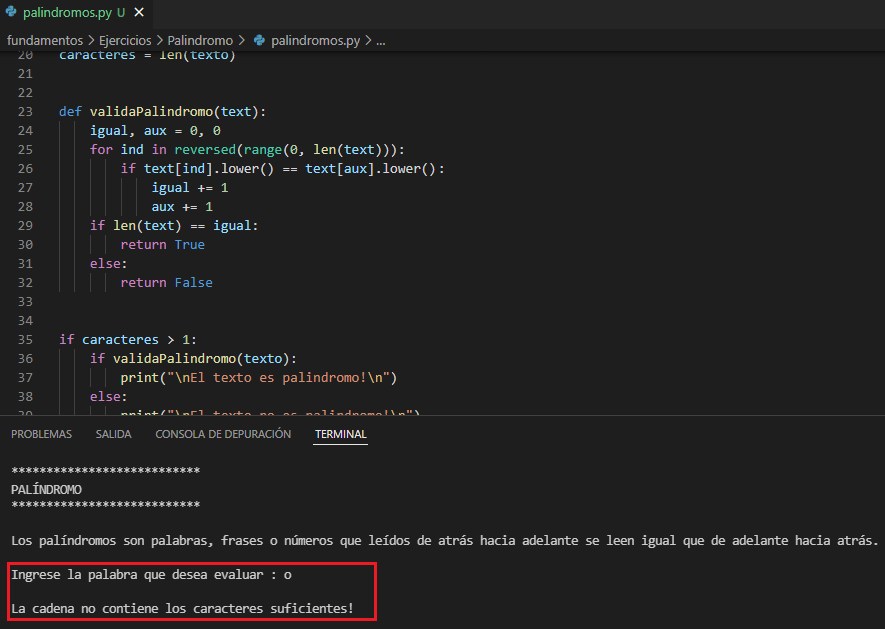 palindromos.py U ×
fundamentos > Ejercicios > Palindromo > palindromos.py > ...
20 caracteres = len(texto)
21
22
23 def validaPalindromo(text):
24     igual, aux = 0, 0
25     for ind in reversed(range(0, len(text))):
26         if text[ind].lower() == text[aux].lower():
27             igual += 1
28             aux += 1
29     if len(text) == igual:
30         return True
31     else:
32         return False
33
34
35 if caracteres > 1:
36     if validaPalindromo(texto):
37         print("\nEl texto es palindromo!\n")
38     else:
39         print("\nEl texto no es palindromo!\n")
PROBLEMAS SALIDA CONSOLA DE DEPURACIÓN TERMINAL
***************************
PALÍNDROMO
***************************
Los palíndromos son palabras, frases o números que leídos de atrás hacia adelante se leen igual que de adelante hacia atrás.
Ingrese la palabra que desea evaluar : o
La cadena no contiene los caracteres suficientes!